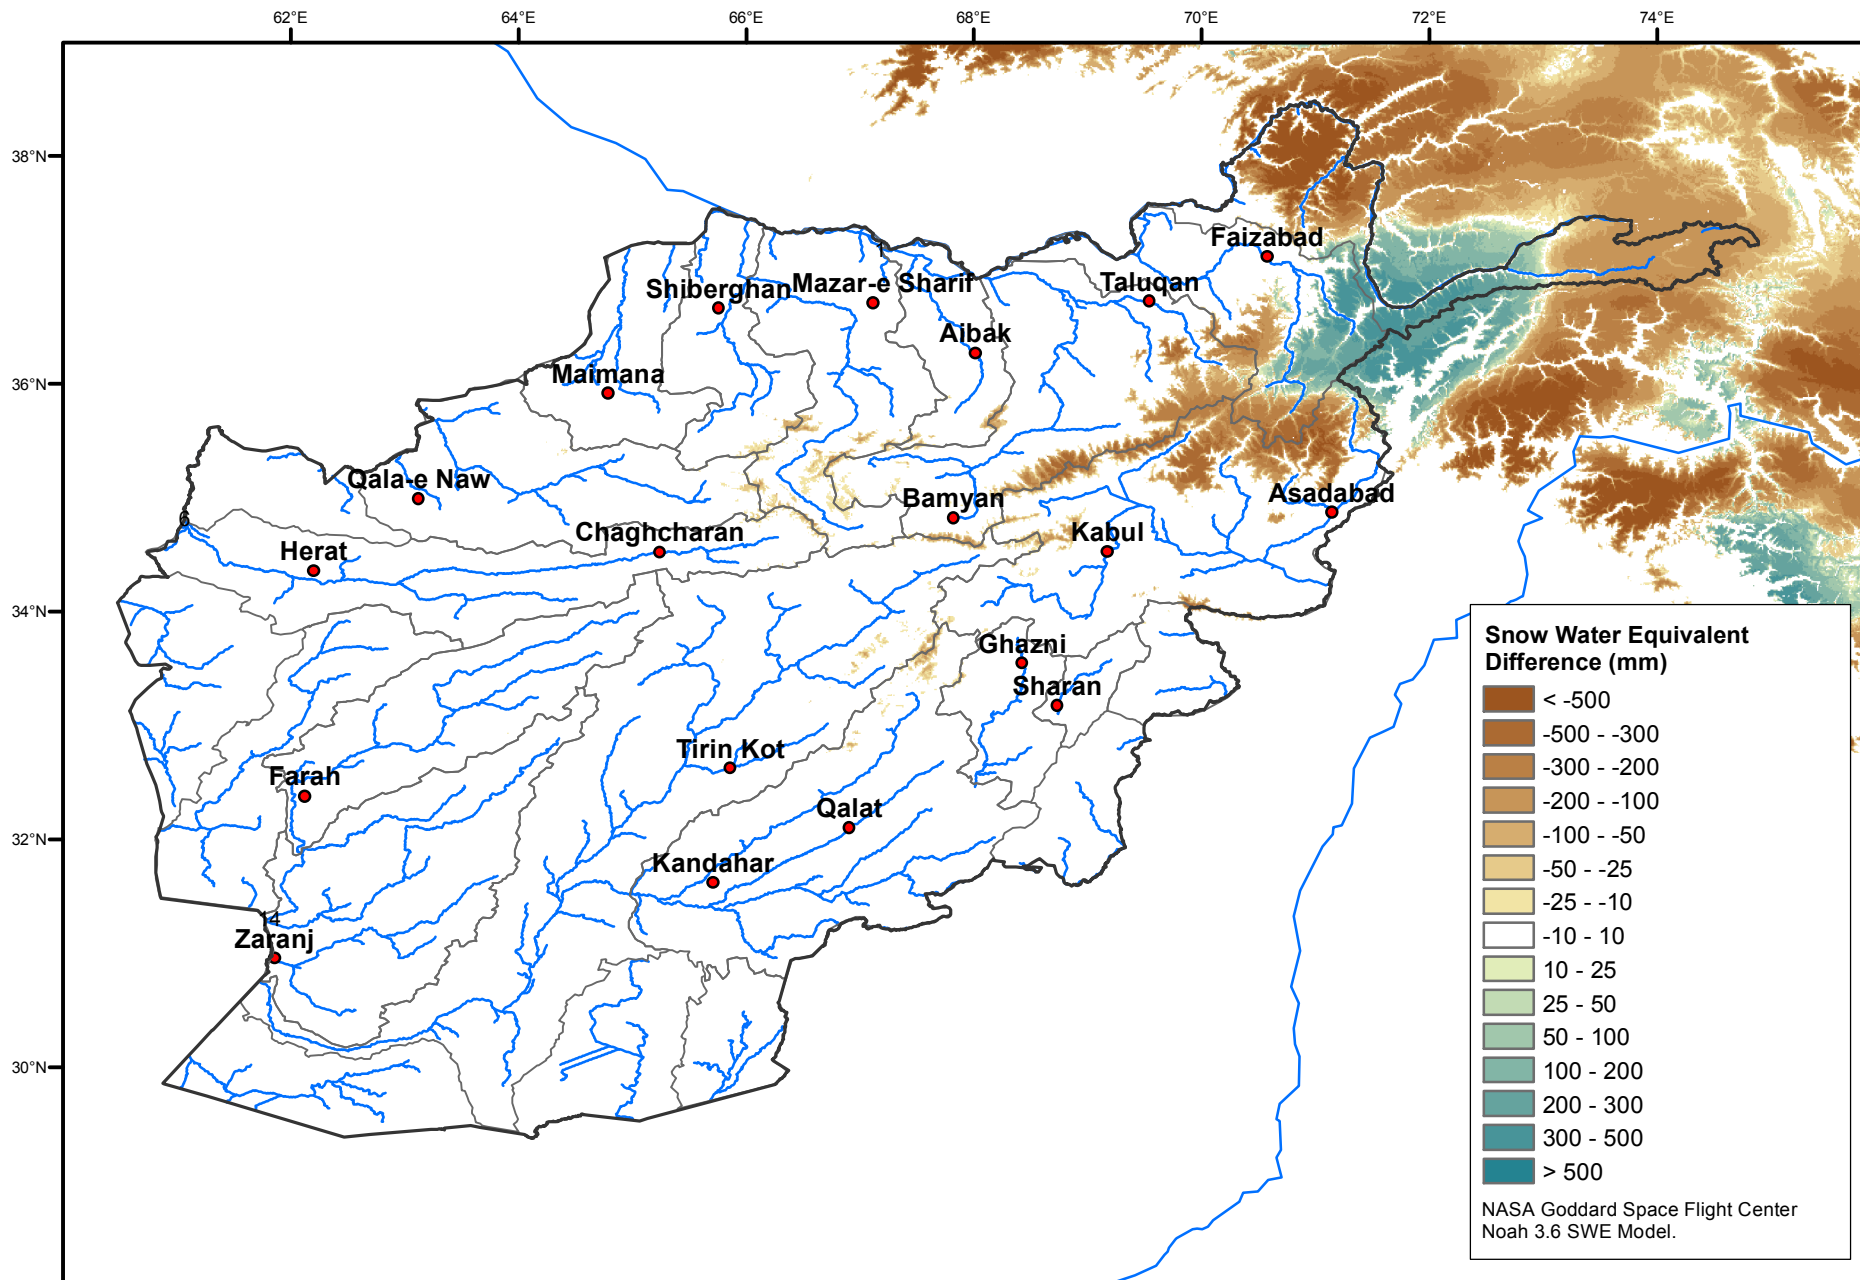 62°E
64°E
66°E
68°E
70°E
72°E
74°E
38°N
36°N
34°N
32°N
30°N
Faizabad
Shiberghan
Mazar-e Sharif
Taluqan
Aibak
Maimana
Qala-e Naw
Bamyan
Asadabad
6
Chaghcharan
Kabul
Herat
Ghazni
Sharan
Tirin Kot
Farah
Qalat
Kandahar
14
Zaranj
Snow Water Equivalent
Difference (mm)
< -500
-500 - -300
-300 - -200
-200 - -100
-100 - -50
-50 - -25
-25 - -10
-10 - 10
10 - 25
25 - 50
50 - 100
100 - 200
200 - 300
300 - 500
> 500
NASA Goddard Space Flight Center
Noah 3.6 SWE Model.